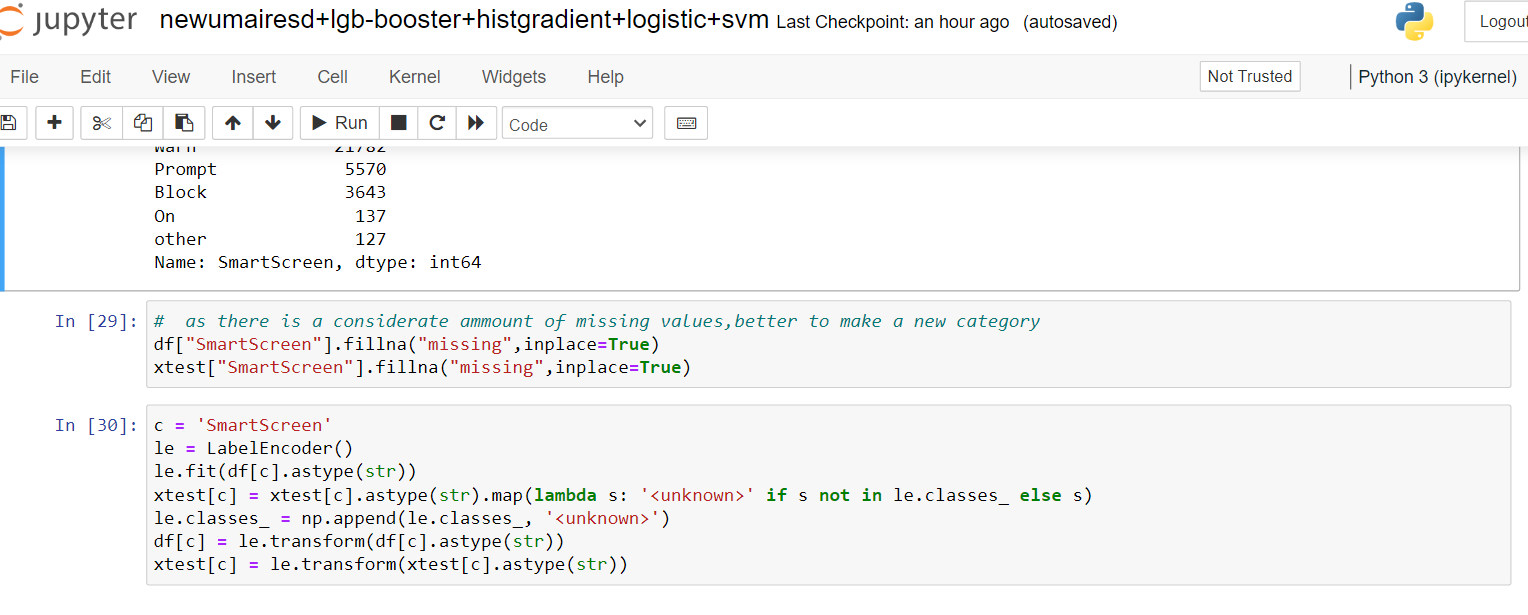 jupyter newumairesd+lgb-booster+histgradient+logistic+svm Last Checkpoint: an hour ago (autosaved)
Logout
File Edit View Insert Cell Kernel Widgets Help Not Trusted Python 3 (ipykernel)
Run Code
Warn 21782
Prompt 5570
Block 3643
On 137
other 127
Name: SmartScreen, dtype: int64
In [29]: #  as there is a considerate ammount of missing values,better to make a new category
df["SmartScreen"].fillna("missing",inplace=True)
xtest["SmartScreen"].fillna("missing",inplace=True)
In [30]: c = 'SmartScreen'
le = LabelEncoder()
le.fit(df[c].astype(str))
xtest[c] = xtest[c].astype(str).map(lambda s: '<unknown>' if s not in le.classes_ else s)
le.classes_ = np.append(le.classes_, '<unknown>')
df[c] = le.transform(df[c].astype(str))
xtest[c] = le.transform(xtest[c].astype(str))